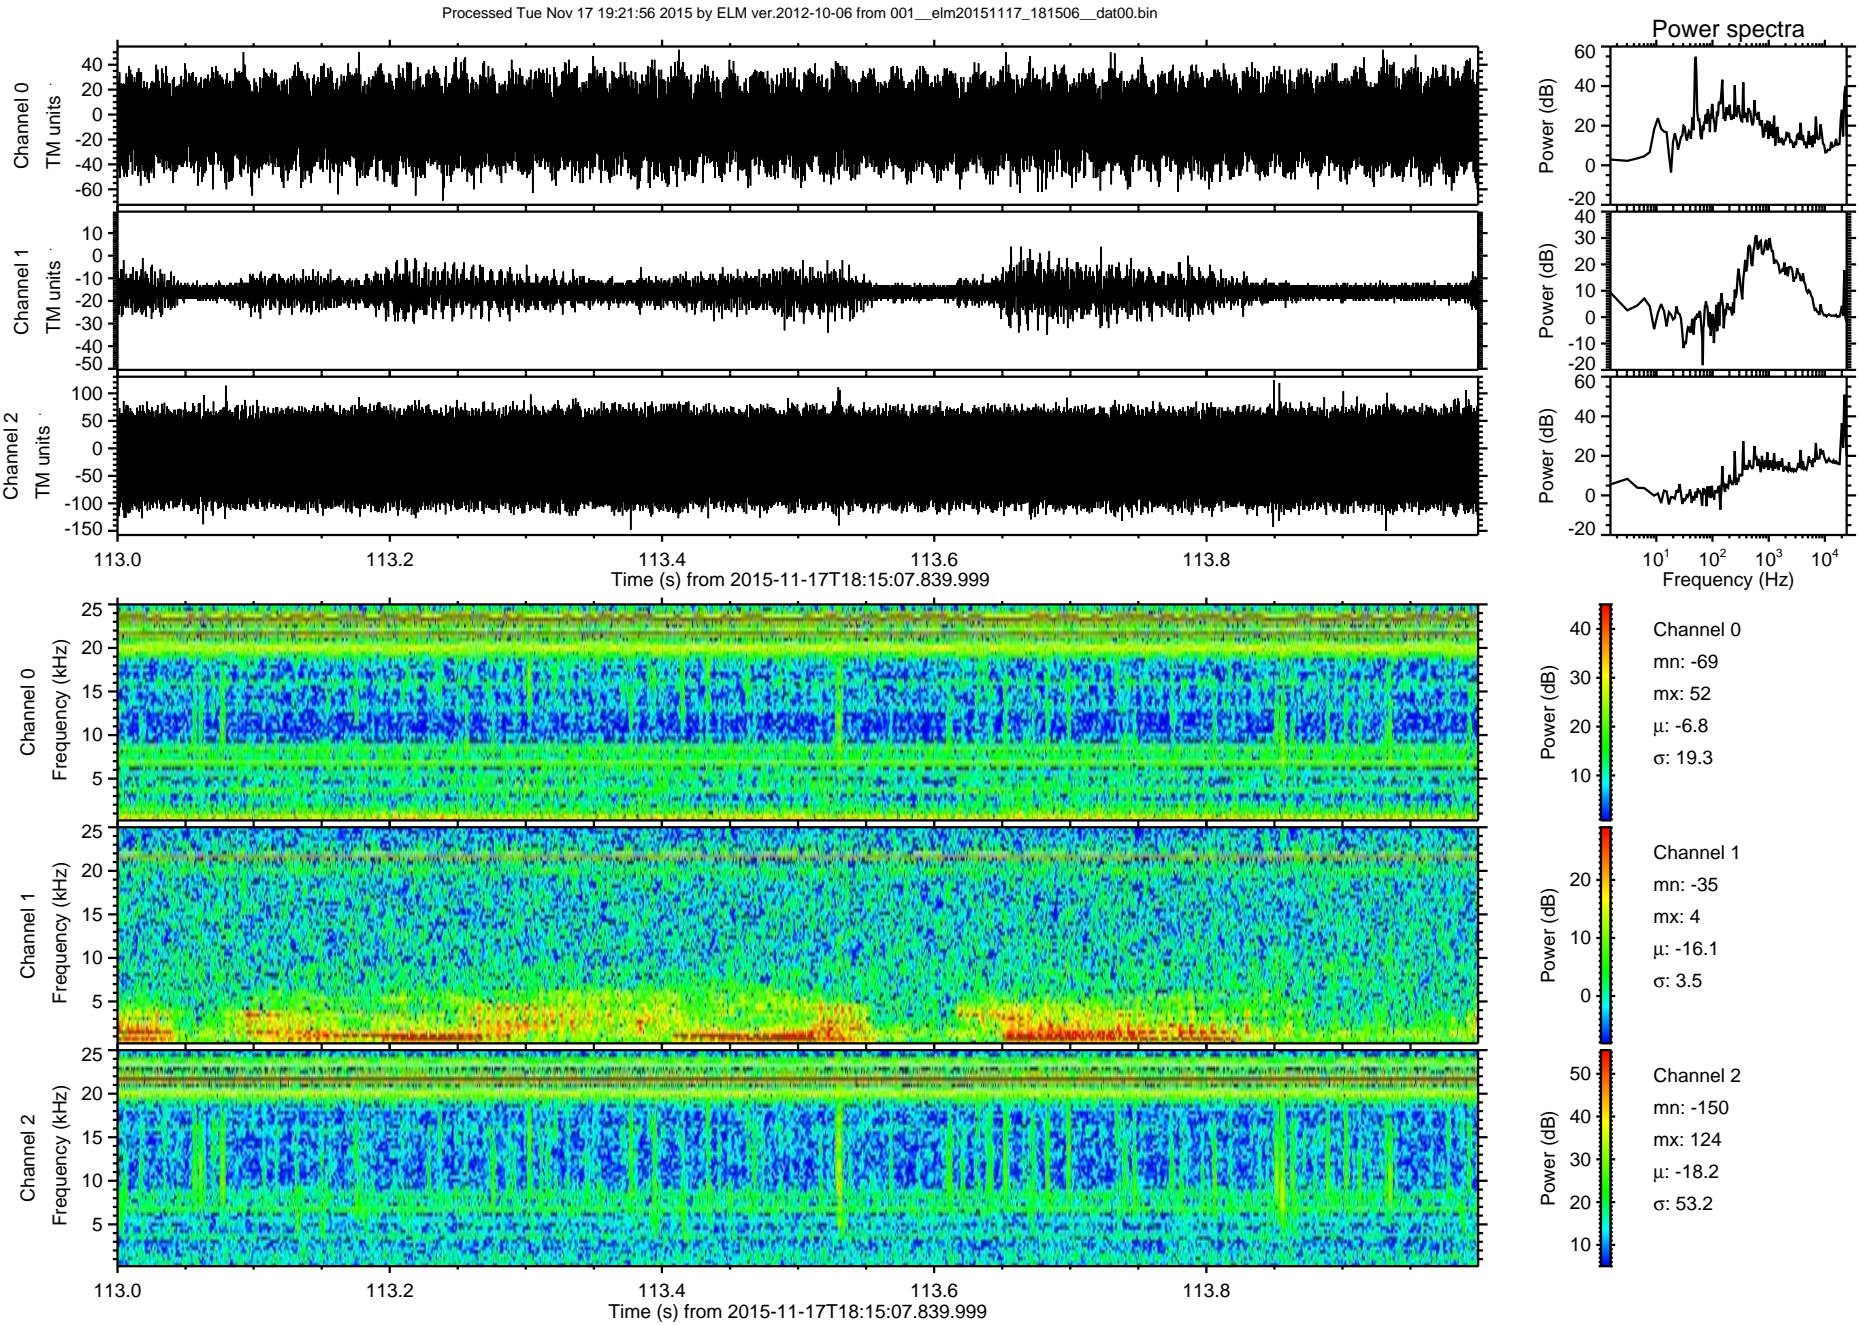 Processed Tue Nov 17 19:21:56 2015 by ELM ver.2012-10-06 from 001__elm20151117_181506__dat00.bin
Power spectra
Channel 0
TM units
40
20
0
-20
-40
-60
Power (dB)
60
40
20
0
-20
Channel 1
TM units
10
0
-10
-20
-30
-40
-50
Power (dB)
40
30
20
10
0
-10
-20
Channel 2
TM units
100
50
0
-50
-100
-150
Power (dB)
60
40
20
0
-20
113.0 113.2 113.4 113.6 113.8
Time (s) from 2015-11-17T18:15:07.839.999
10¹ 10² 10³ 10⁴
Frequency (Hz)
Channel 0
Frequency (kHz)
25
20
15
10
5
Power (dB)
40
30
20
10
Channel 0
mn: -69
mx: 52
μ: -6.8
σ: 19.3
Channel 1
Frequency (kHz)
25
20
15
10
5
Power (dB)
20
10
0
Channel 1
mn: -35
mx: 4
μ: -16.1
σ: 3.5
Channel 2
Frequency (kHz)
25
20
15
10
5
Power (dB)
50
40
30
20
10
Channel 2
mn: -150
mx: 124
μ: -18.2
σ: 53.2
113.0 113.2 113.4 113.6 113.8
Time (s) from 2015-11-17T18:15:07.839.999